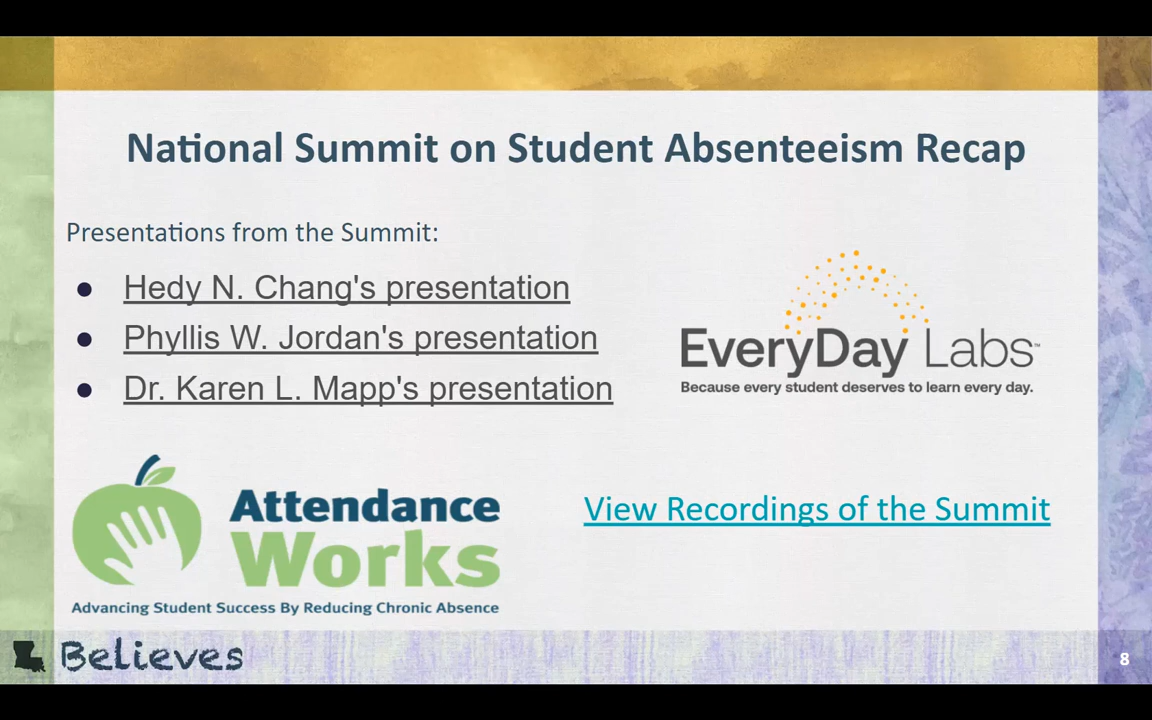 National Summit on Student Absenteeism Recap
Presentations from the Summit:
● Hedy N. Chang's presentation
● Phyllis W. Jordan's presentation
● Dr. Karen L. Mapp's presentation
EveryDay Labs™
Because every student deserves to learn every day.
Attendance
Works
Advancing Student Success By Reducing Chronic Absence
View Recordings of the Summit
Believes
8